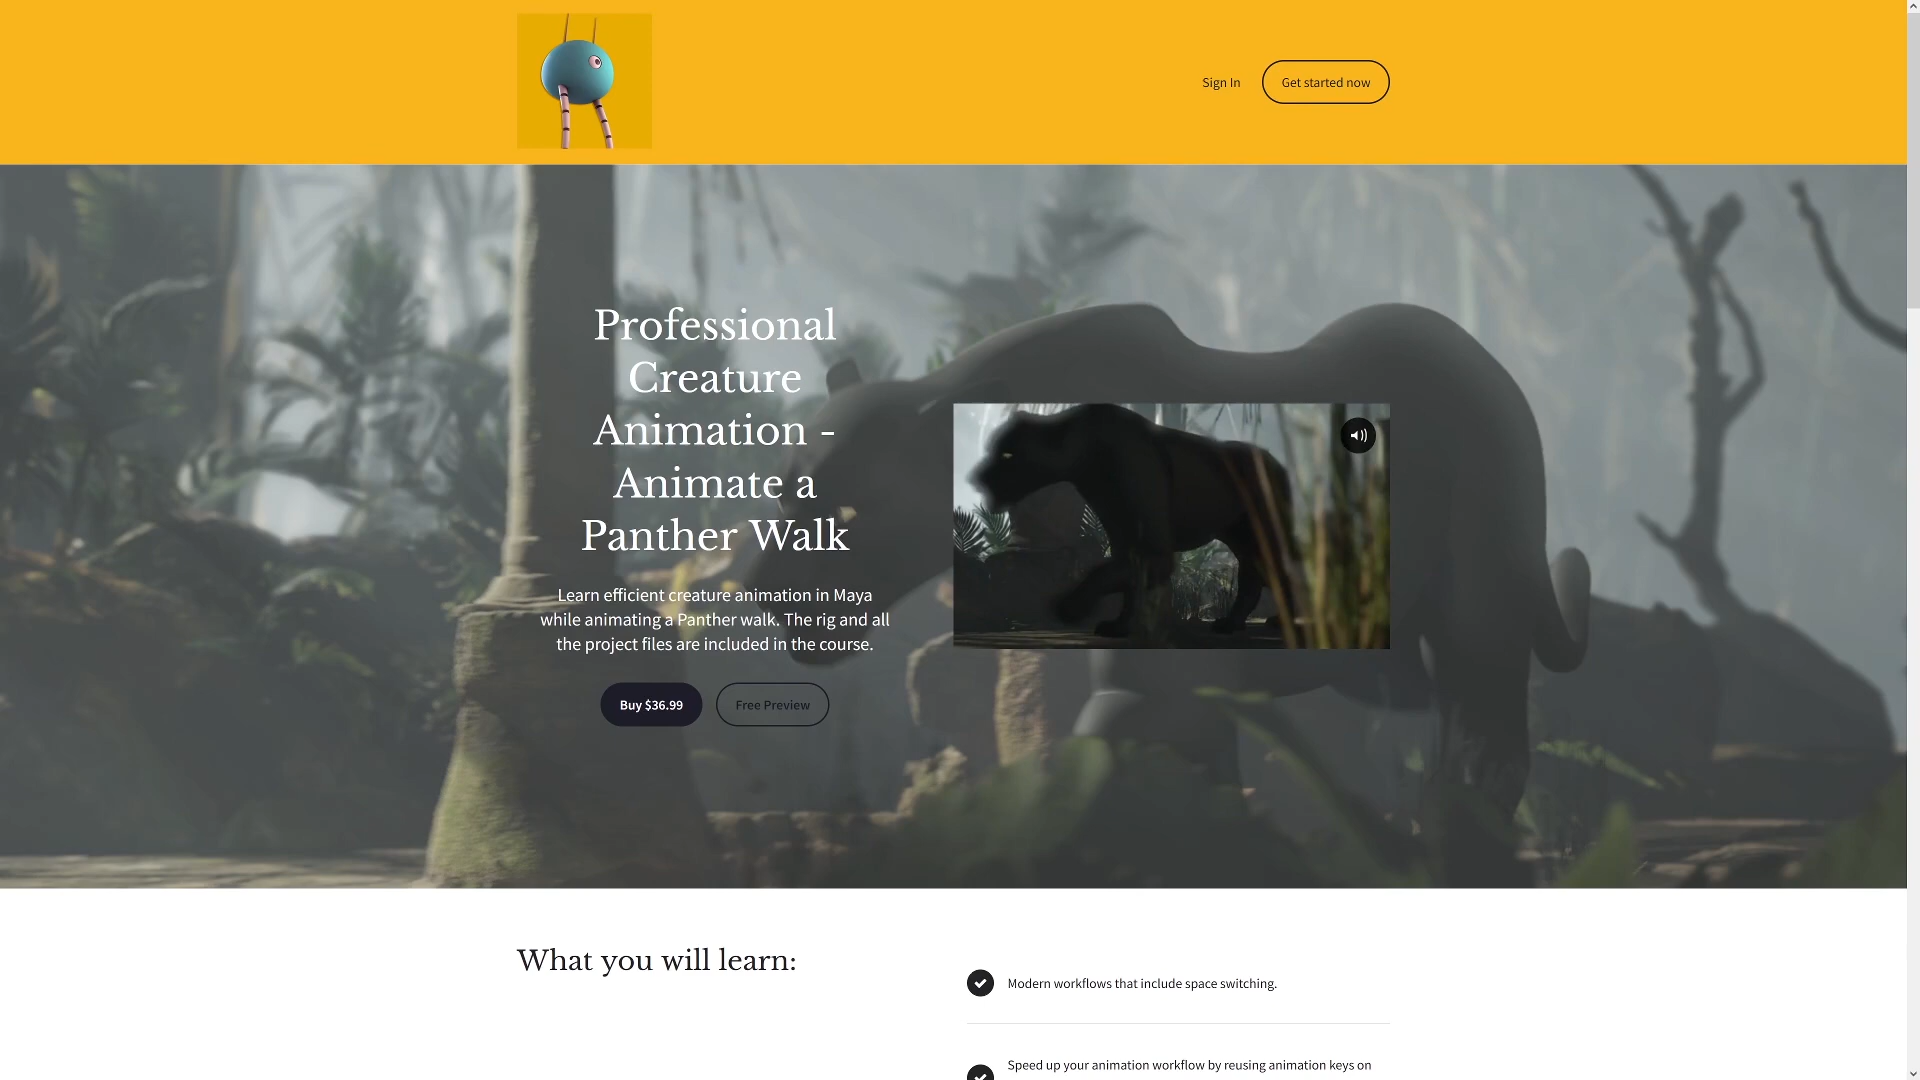 Sign In
Get started now
Professional
Creature
Animation -
Animate a
Panther Walk
Learn efficient creature animation in Maya
while animating a Panther walk. The rig and all
the project files are included in the course.
Buy $36.99
Free Preview
What you will learn:
Modern workflows that include space switching.
Speed up your animation workflow by reusing animation keys on